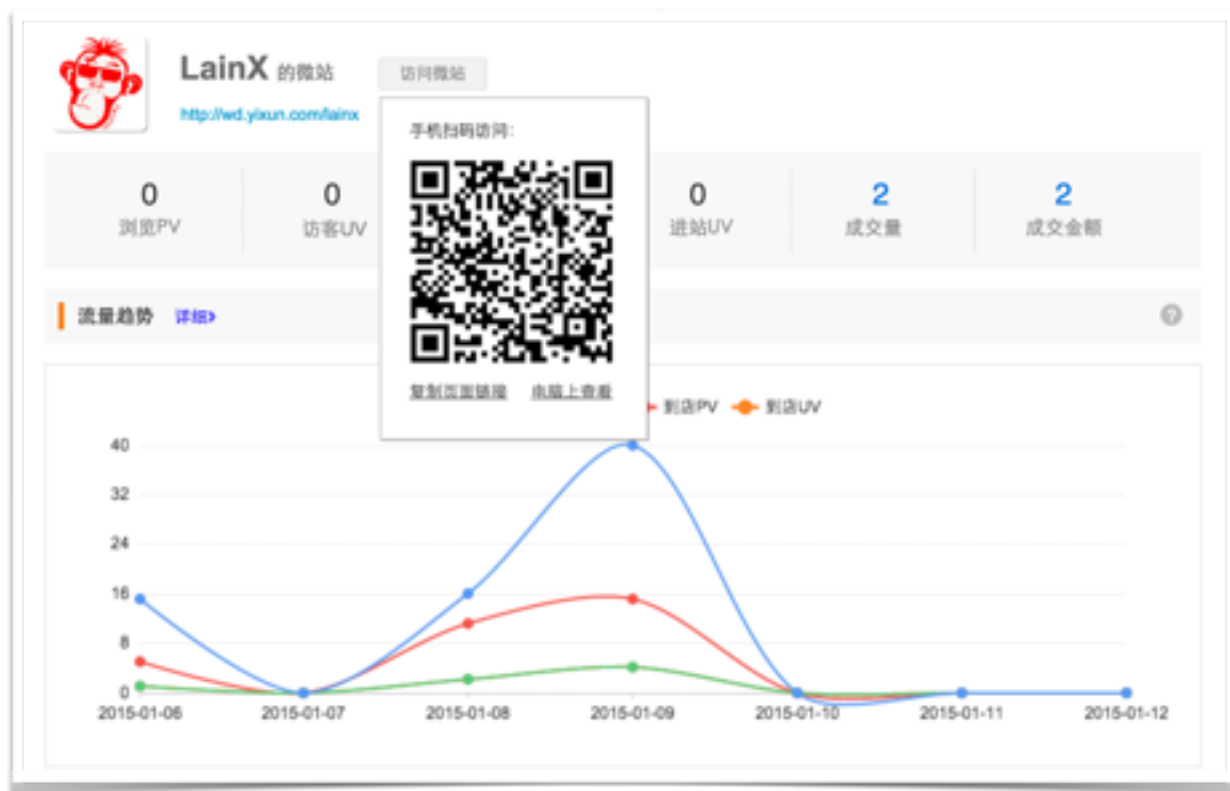 LainX 的微站 访问微站
http://wd.yixun.com/lainx
手机扫码访问:
0 0 0 2 2
浏览PV 访客UV 进站UV 成交量 成交金额
流量趋势 详细>
?
复制页面链接 电脑上查看
到店PV 到店UV
40
32
24
16
8
0
2015-01-06 2015-01-07 2015-01-08 2015-01-09 2015-01-10 2015-01-11 2015-01-12